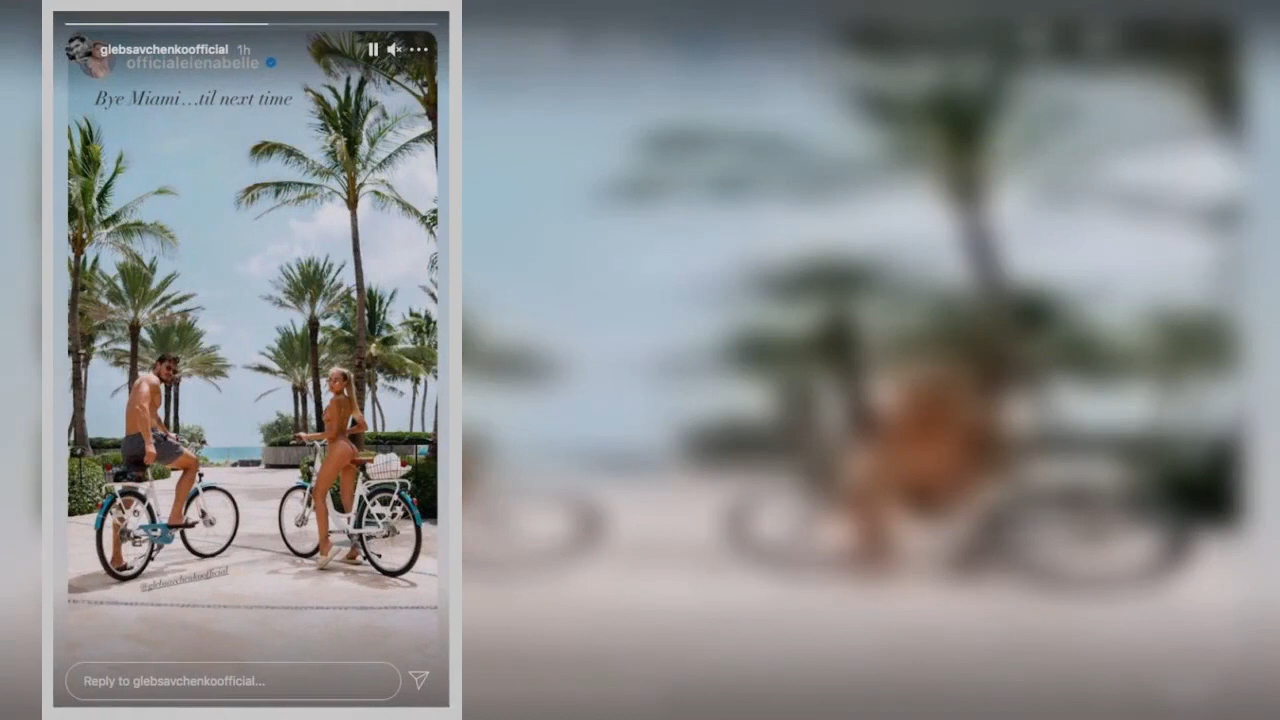 glebsavchenkoofficial 1h
officialelenabelle
Bye Miami...til next time
@glebsavchenkoofficial
Reply to glebsavchenkoofficial...